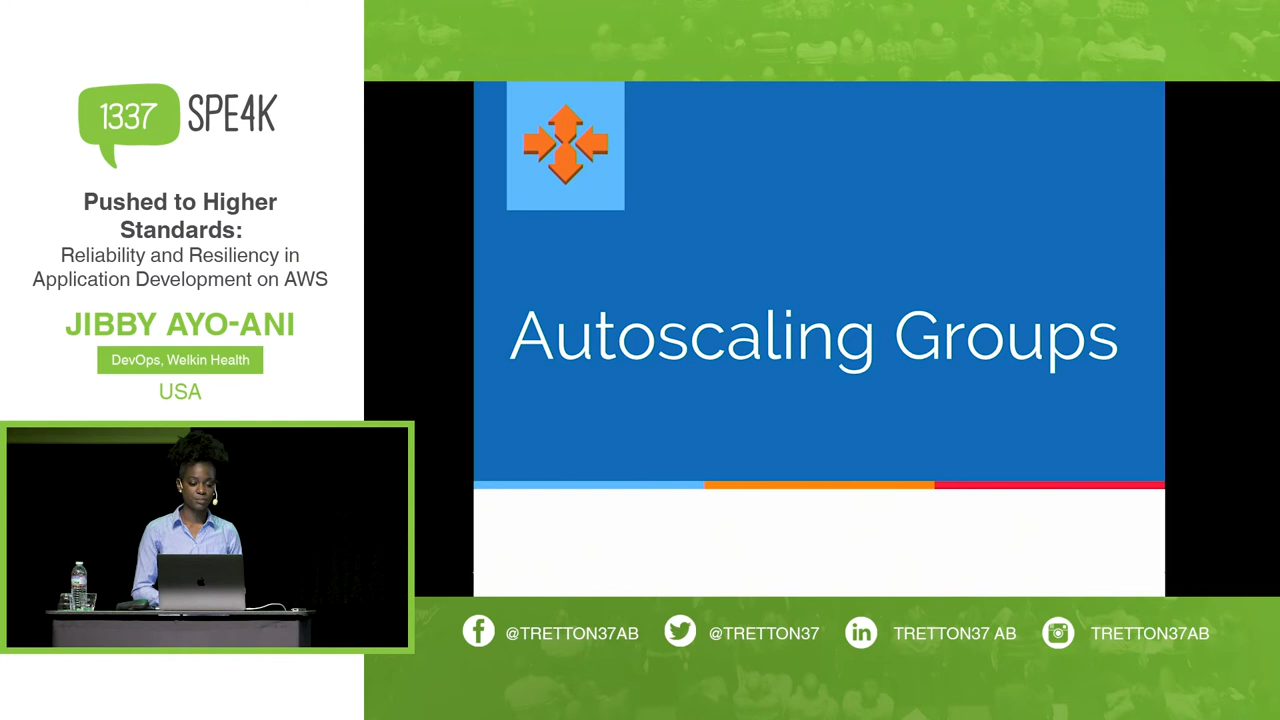 1337
SPE4K
Pushed to Higher
Standards:
Reliability and Resiliency in
Application Development on AWS
JIBBY AYO-ANI
DevOps, Welkin Health
USA
Autoscaling Groups
@TRETTON37AB
@TRETTON37
TRETTON37 AB
TRETTON37AB